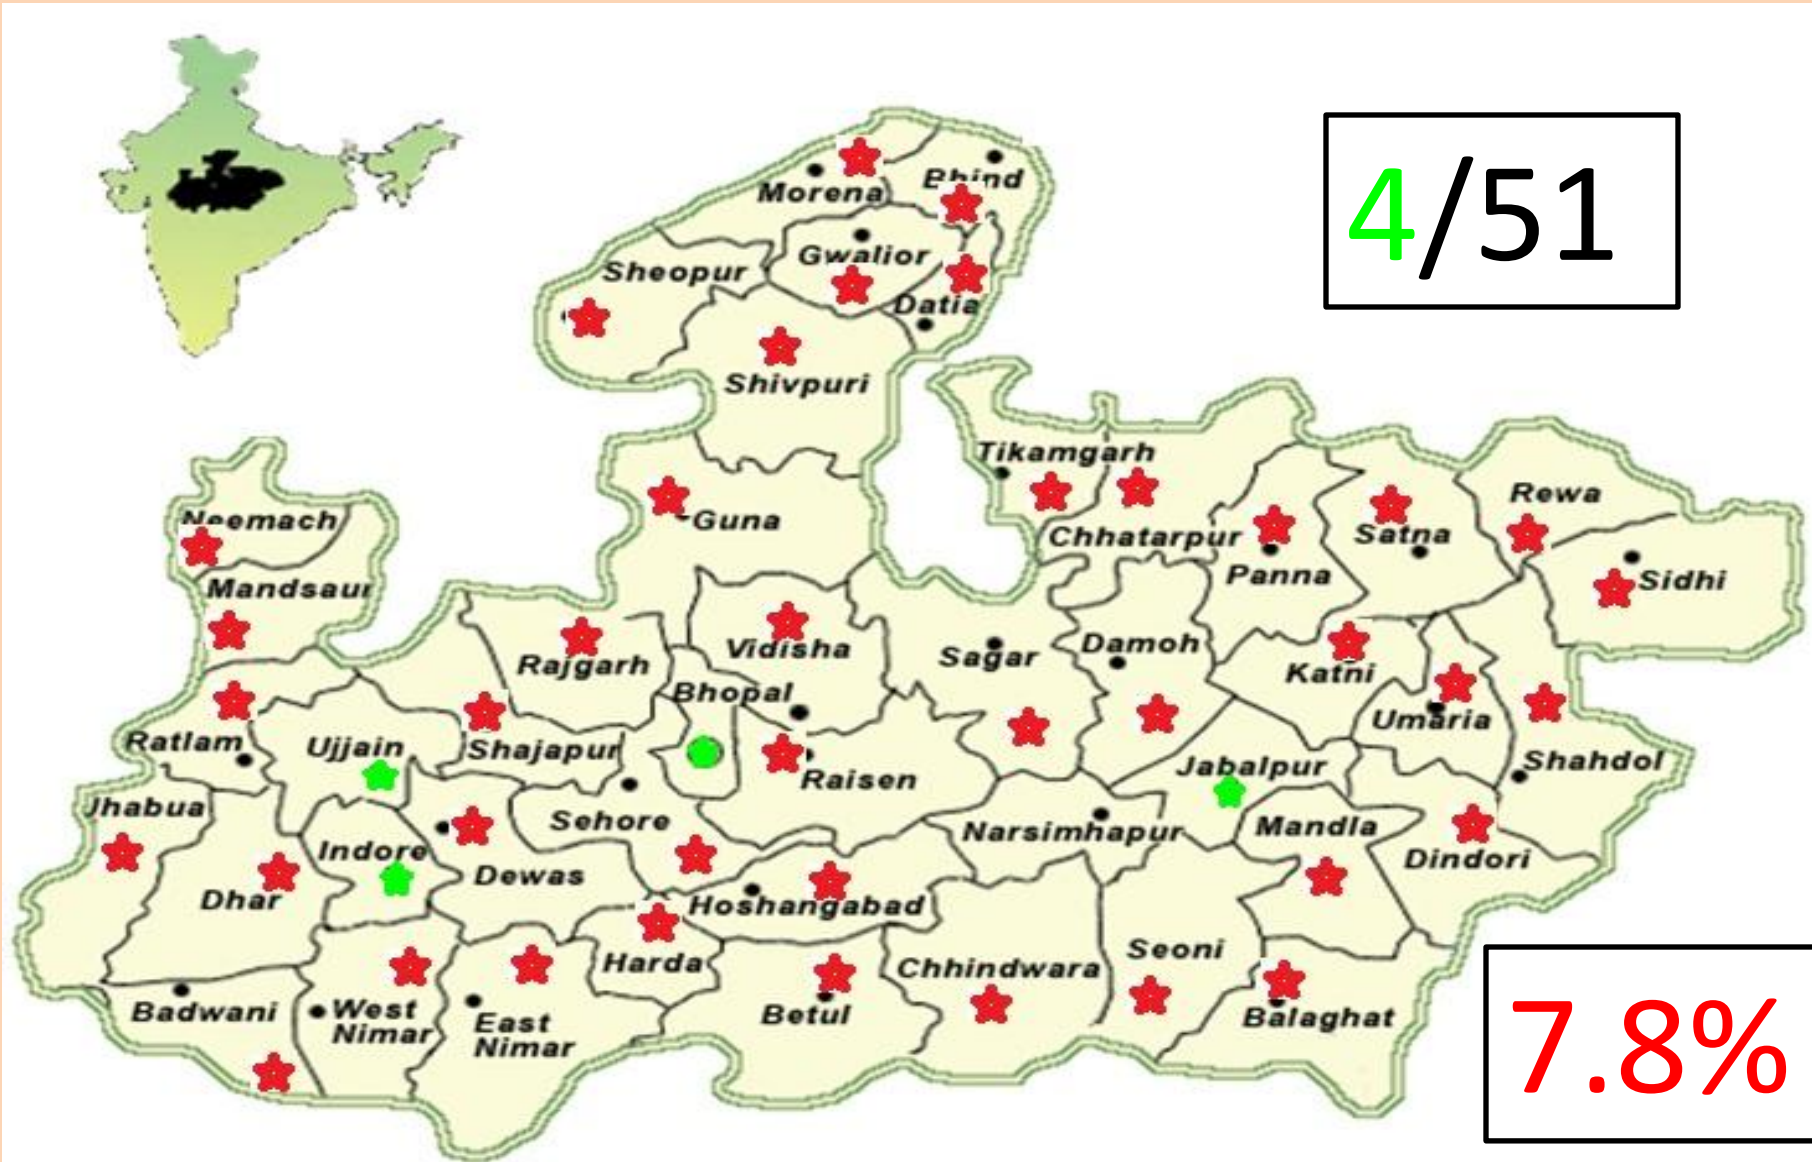 4/51
Morena
Bhind
Gwalior
Sheopur
Datia
Shivpuri
Tikamgarh
Rewa
Neemach
Guna
Chhatarpur
Satna
Panna
Sidhi
Mandsaur
Vidisha
Sagar
Damoh
Rajgarh
Katni
Bhopal
Umaria
Ratlam
Ujjain
Shajapur
Raisen
Jabalpur
Shahdol
Jhabua
Sehore
Narsimhapur
Mandla
Indore
Dewas
Dindori
Dhar
Hoshangabad
Harda
Chhindwara
Seoni
Badwani
West
Nimar
East
Nimar
Betul
Balaghat
7.8%